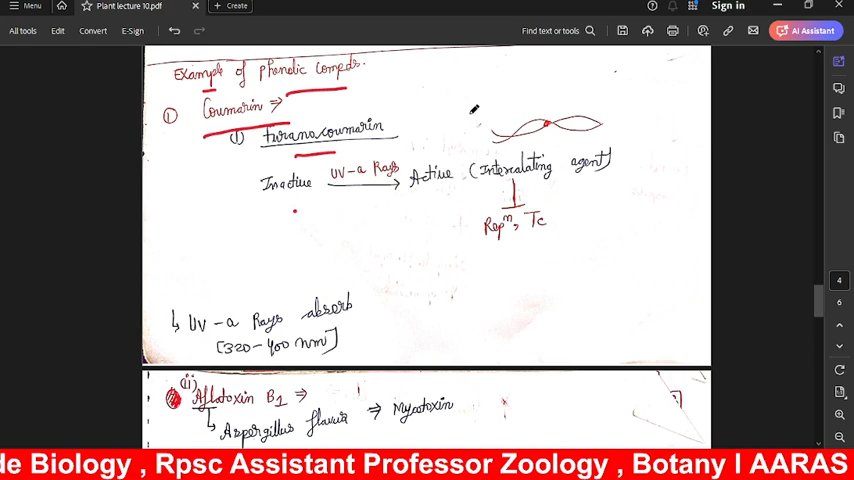 Menu
Plant lecture 10.pdf
+ Create
Sign in
All tools
Edit
Convert
E-Sign
Find text or tools
AI Assistant
Example of phenolic compds.
① Coumarin ⇒
(i) furanocoumarin
Inactive UV-a Rays → Active (Intercalating agent)
Repⁿ, Tc
↳ UV-a Rays absorb
[320-400 nm]
(ii) Aflatoxin B1 ⇒
↳ Aspergillus flavus ⇒ Mycotoxin
4
6
de Biology , Rpsc Assistant Professor Zoology , Botany I AARAS